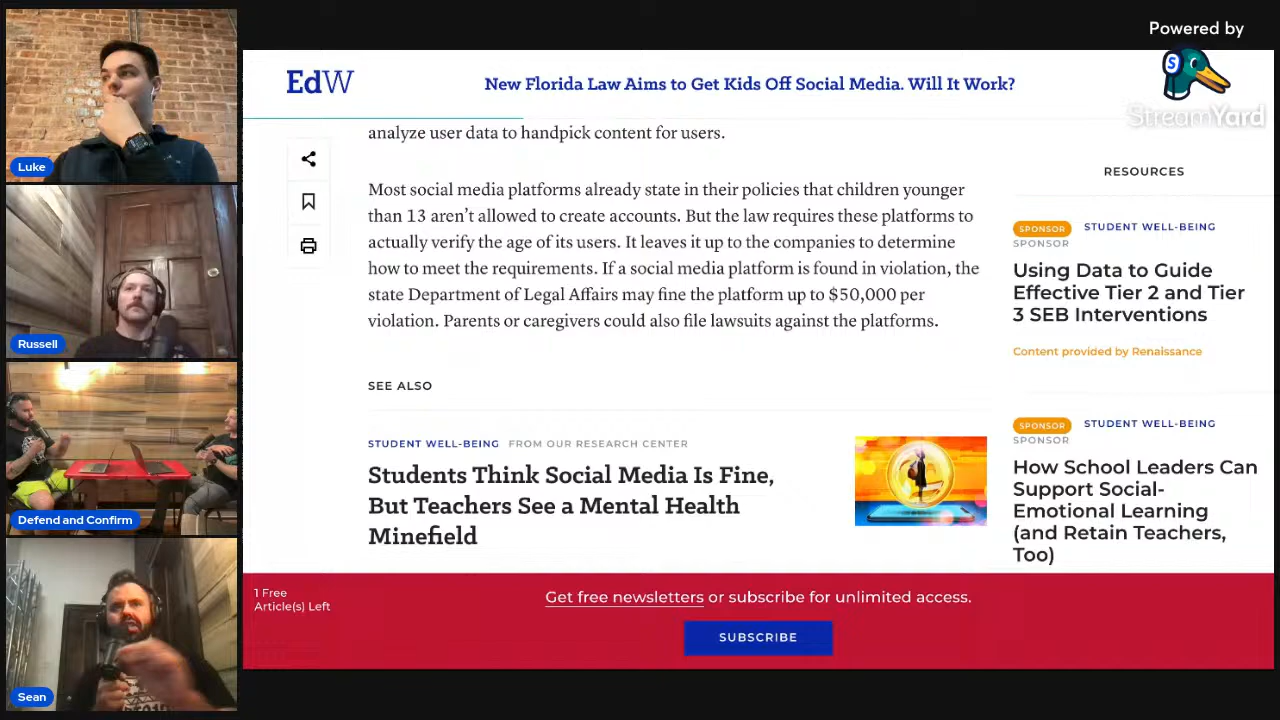 Powered by
StreamYard
Luke
Russell
Defend and Confirm
Sean
EdW
New Florida Law Aims to Get Kids Off Social Media. Will It Work?
analyze user data to handpick content for users.
Most social media platforms already state in their policies that children younger
than 13 aren’t allowed to create accounts. But the law requires these platforms to
actually verify the age of its users. It leaves it up to the companies to determine
how to meet the requirements. If a social media platform is found in violation, the
state Department of Legal Affairs may fine the platform up to $50,000 per
violation. Parents or caregivers could also file lawsuits against the platforms.
SEE ALSO
STUDENT WELL-BEING FROM OUR RESEARCH CENTER
Students Think Social Media Is Fine,
But Teachers See a Mental Health
Minefield
RESOURCES
SPONSOR STUDENT WELL-BEING
SPONSOR
Using Data to Guide
Effective Tier 2 and Tier
3 SEB Interventions
Content provided by Renaissance
SPONSOR STUDENT WELL-BEING
SPONSOR
How School Leaders Can
Support Social-
Emotional Learning
(and Retain Teachers,
Too)
1 Free
Article(s) Left
Get free newsletters or subscribe for unlimited access.
SUBSCRIBE